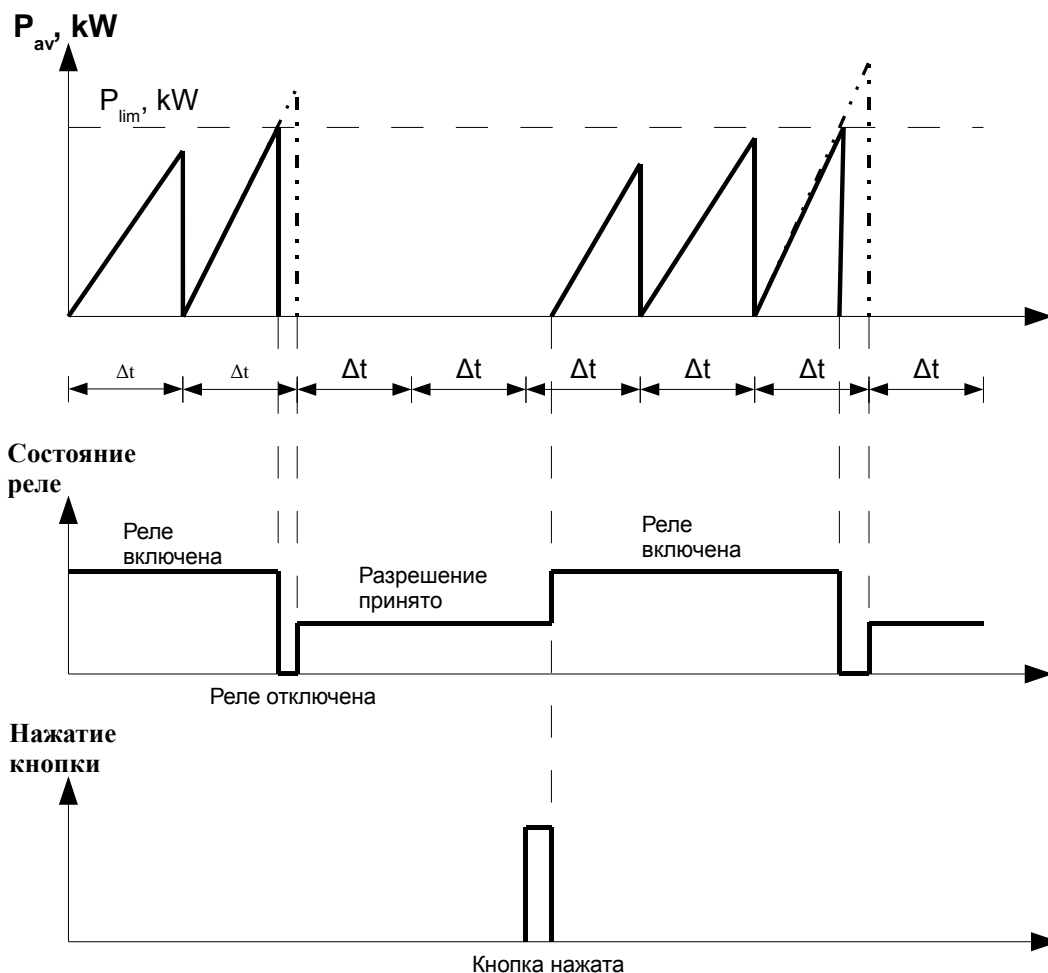 P_av, kW
P_lim, kW
Δt Δt Δt Δt Δt Δt Δt Δt
Состояние
реле
Реле
включена
Разрешение
принято
Реле
включена
Реле отключена
Нажатие
кнопки
Кнопка нажата